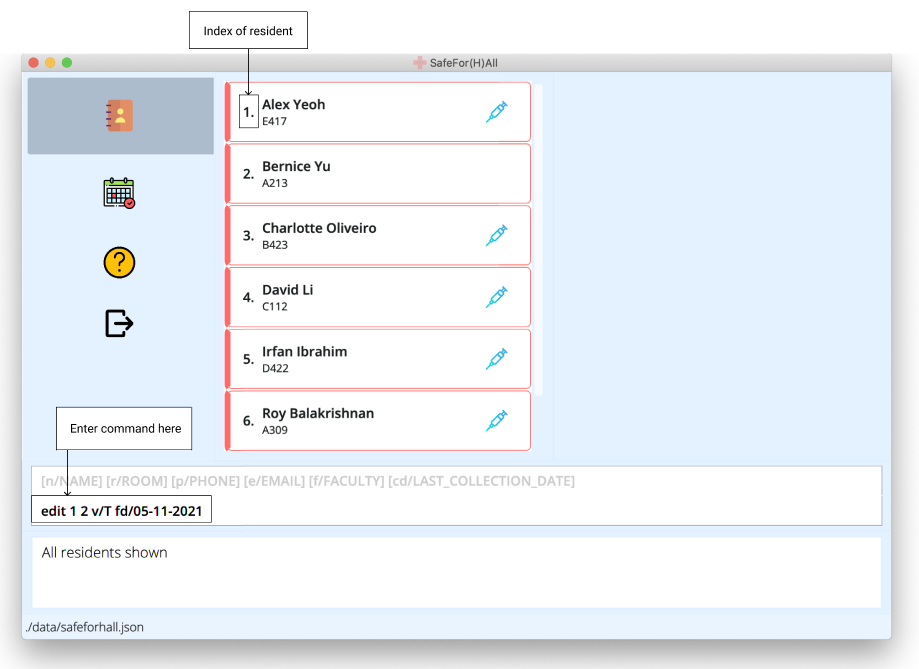 Index of resident
SafeFor(H)All
1.
Alex Yeoh
E417
2.
Bernice Yu
A213
3.
Charlotte Oliveiro
B423
4.
David Li
C112
5.
Irfan Ibrahim
D422
6.
Roy Balakrishnan
A309
Enter command here
[n/NAME] [r/ROOM] [p/PHONE] [e/EMAIL] [f/FACULTY] [cd/LAST_COLLECTION_DATE]
edit 1 2 v/T fd/05-11-2021
All residents shown
./data/safeforhall.json